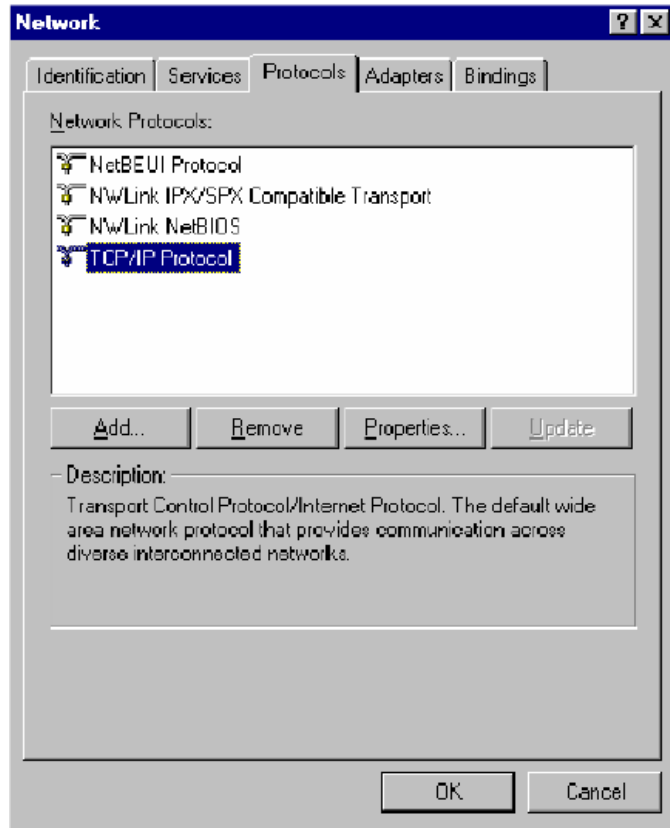 Network
Identification Services Protocols Adapters Bindings
Network Protocols:
NetBEUI Protocol
NWLink IPX/SPX Compatible Transport
NWLink NetBIOS
TCP/IP Protocol
Add... Remove Properties... Update
Description:
Transport Control Protocol/Internet Protocol. The default wide
area network protocol that provides communication across
diverse interconnected networks.
OK Cancel